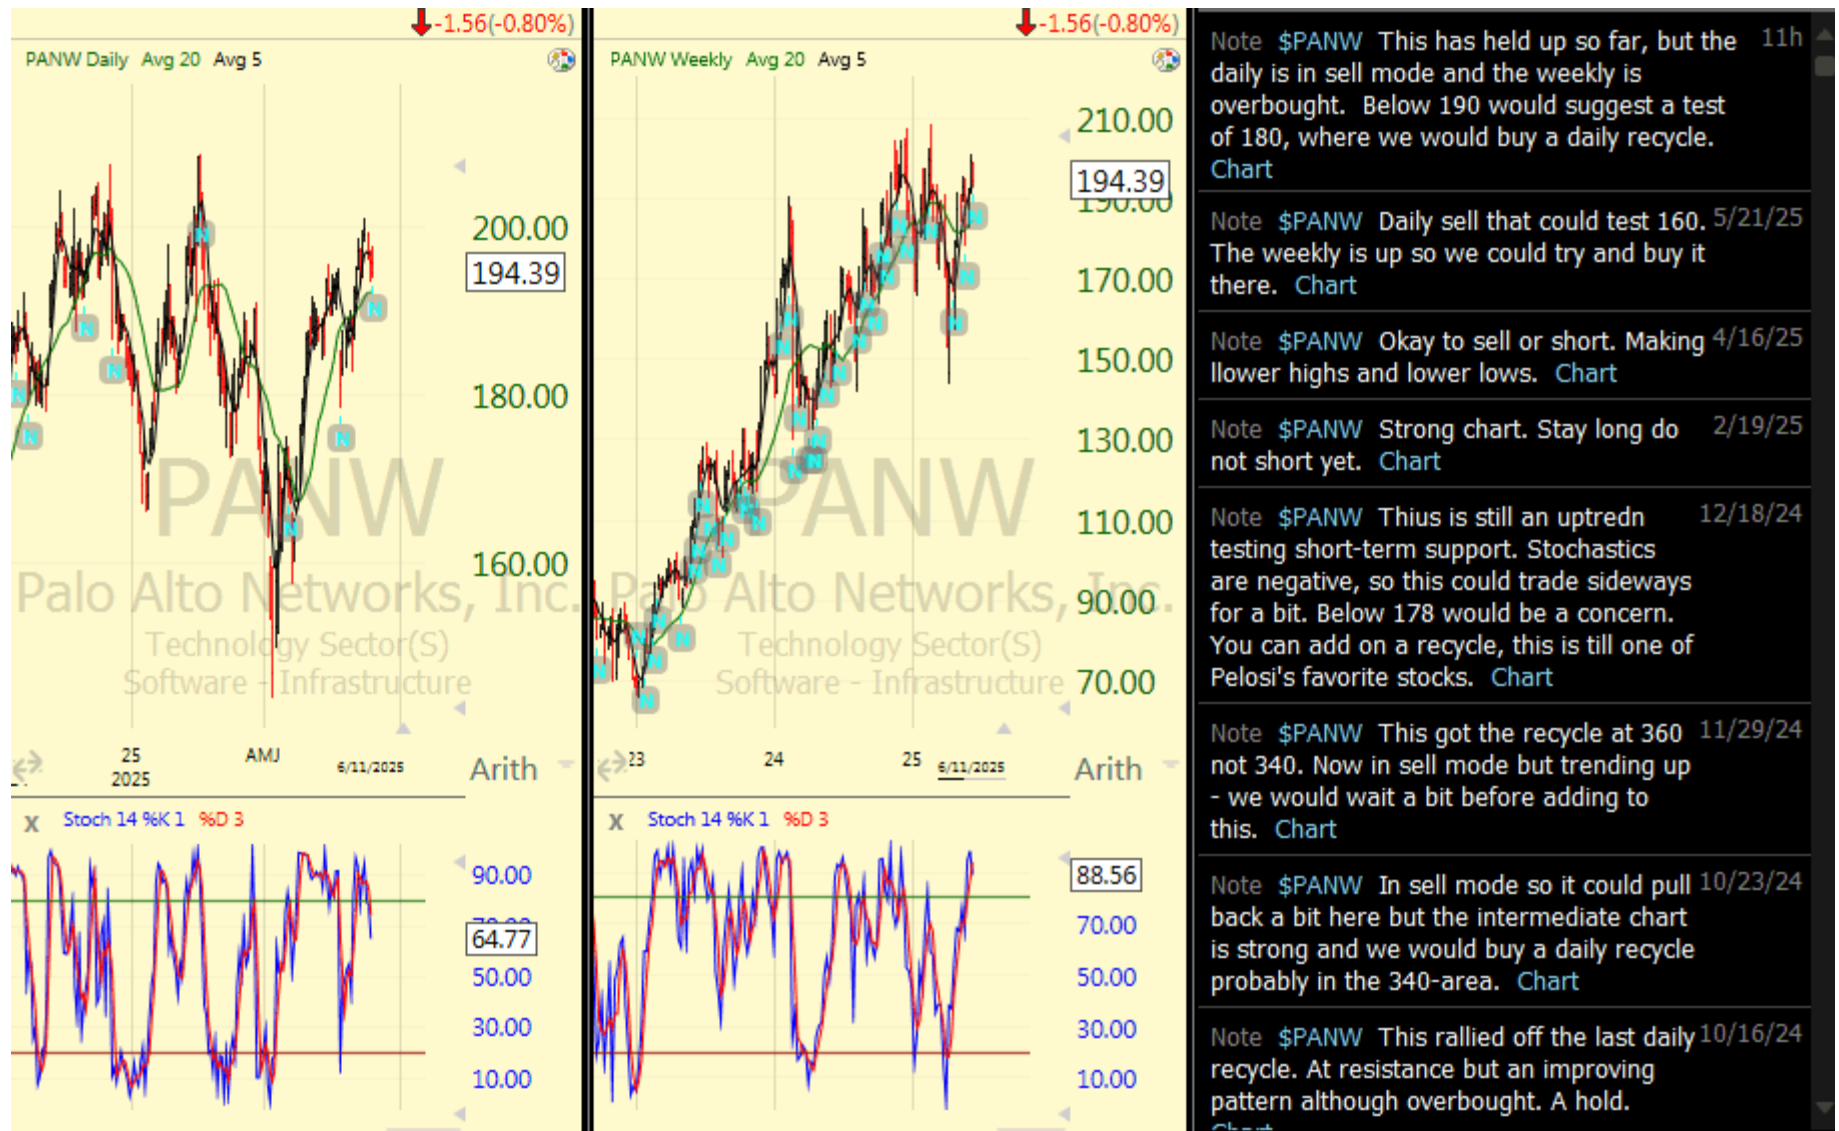 -1.56(-0.80%)
PANW Daily Avg 20 Avg 5
200.00
194.39
180.00
160.00
PANW
Palo Alto Networks, Inc.
Technology Sector(S)
Software - Infrastructure
25
2025
AMJ
6/11/2025
Arith
X
Stoch 14 %K 1 %D 3
90.00
64.77
50.00
30.00
10.00
-1.56(-0.80%)
PANW Weekly Avg 20 Avg 5
210.00
194.39
190.00
170.00
150.00
130.00
110.00
90.00
70.00
PANW
Palo Alto Networks, Inc.
Technology Sector(S)
Software - Infrastructure
23
24
25
6/11/2025
Arith
X
Stoch 14 %K 1 %D 3
88.56
70.00
50.00
30.00
10.00
Note $PANW This has held up so far, but the 11h
daily is in sell mode and the weekly is
overbought. Below 190 would suggest a test
of 180, where we would buy a daily recycle.
Chart
Note $PANW Daily sell that could test 160. 5/21/25
The weekly is up so we could try and buy it
there. Chart
Note $PANW Okay to sell or short. Making 4/16/25
llower highs and lower lows. Chart
Note $PANW Strong chart. Stay long do 2/19/25
not short yet. Chart
Note $PANW Thius is still an uptredn 12/18/24
testing short-term support. Stochastics
are negative, so this could trade sideways
for a bit. Below 178 would be a concern.
You can add on a recycle, this is till one of
Pelosi's favorite stocks. Chart
Note $PANW This got the recycle at 360 11/29/24
not 340. Now in sell mode but trending up
- we would wait a bit before adding to
this. Chart
Note $PANW In sell mode so it could pull 10/23/24
back a bit here but the intermediate chart
is strong and we would buy a daily recycle
probably in the 340-area. Chart
Note $PANW This rallied off the last daily 10/16/24
recycle. At resistance but an improving
pattern although overbought. A hold.
Chart